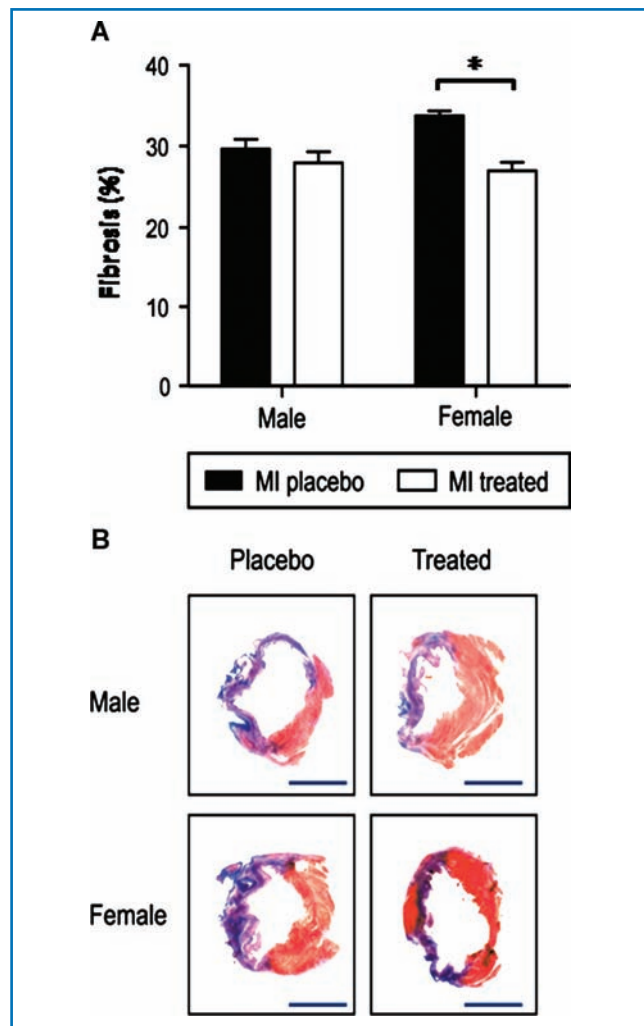 A
40
30
20
10
0
Fibrosis (%)
*
Male Female
MI placebo MI treated
B
Placebo Treated
Male
Female